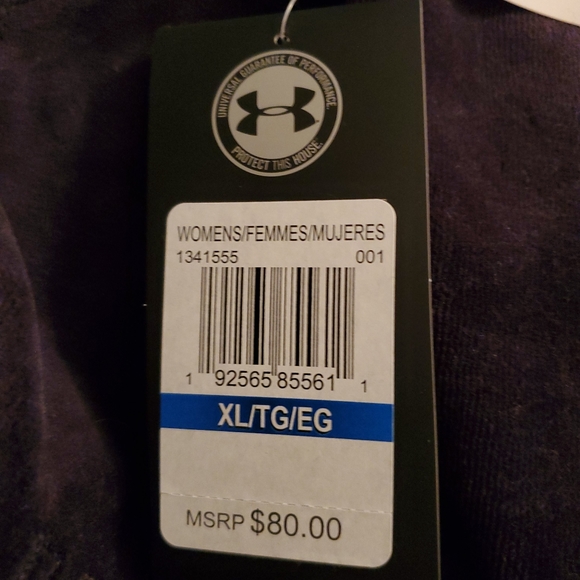 UNIVERSAL GUARANTEE OF PERFORMANCE.
PROTECT THIS HOUSE.
WOMENS/FEMMES/MUJERES
1341555 001
1 92565 85561 1
XL/TG/EG
MSRP $80.00